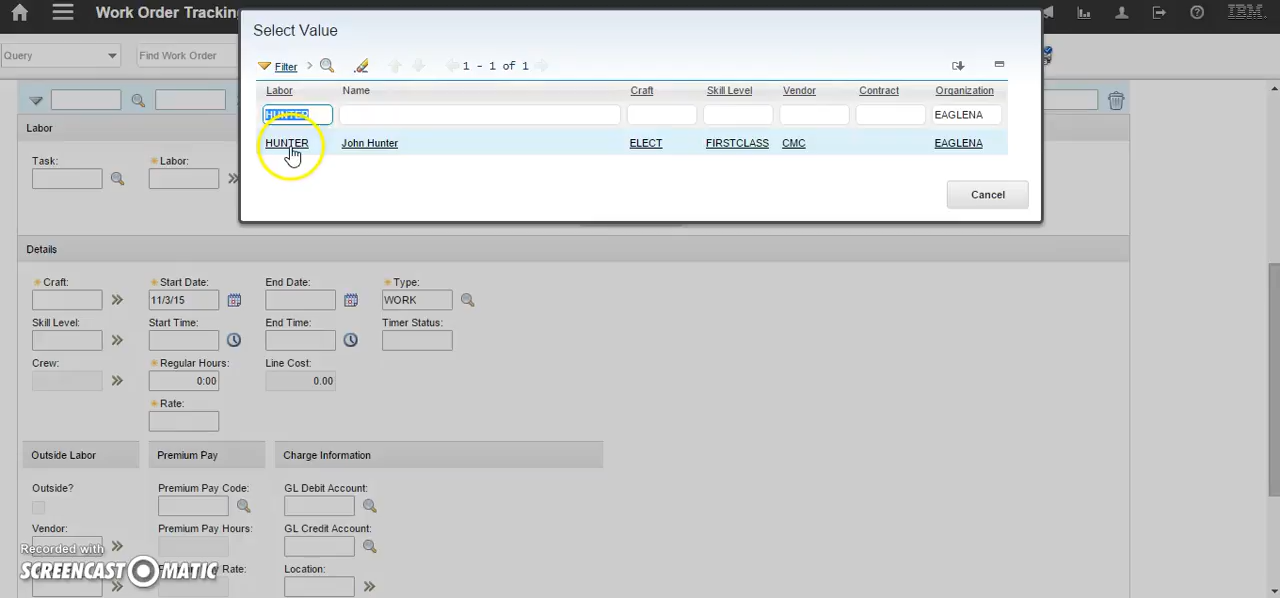 Work Order Tracking
IBM.
Query
Find Work Order
Select Value
Filter
1 - 1 of 1
Labor Name Craft Skill Level Vendor Contract Organization
HUNTER EAGLENA
HUNTER John Hunter ELECT FIRSTCLASS CMC EAGLENA
Cancel
Labor
Task: Labor:
Details
Craft: Start Date: End Date: Type:
11/3/15 WORK
Skill Level: Start Time: End Time: Timer Status:
Crew: Regular Hours: Line Cost:
0:00 0.00
Rate:
Outside Labor Premium Pay Charge Information
Outside? Premium Pay Code: GL Debit Account:
Vendor: Premium Pay Hours: GL Credit Account:
Recorded with
SCREENCAST MATIC
Pay Rate: Location: